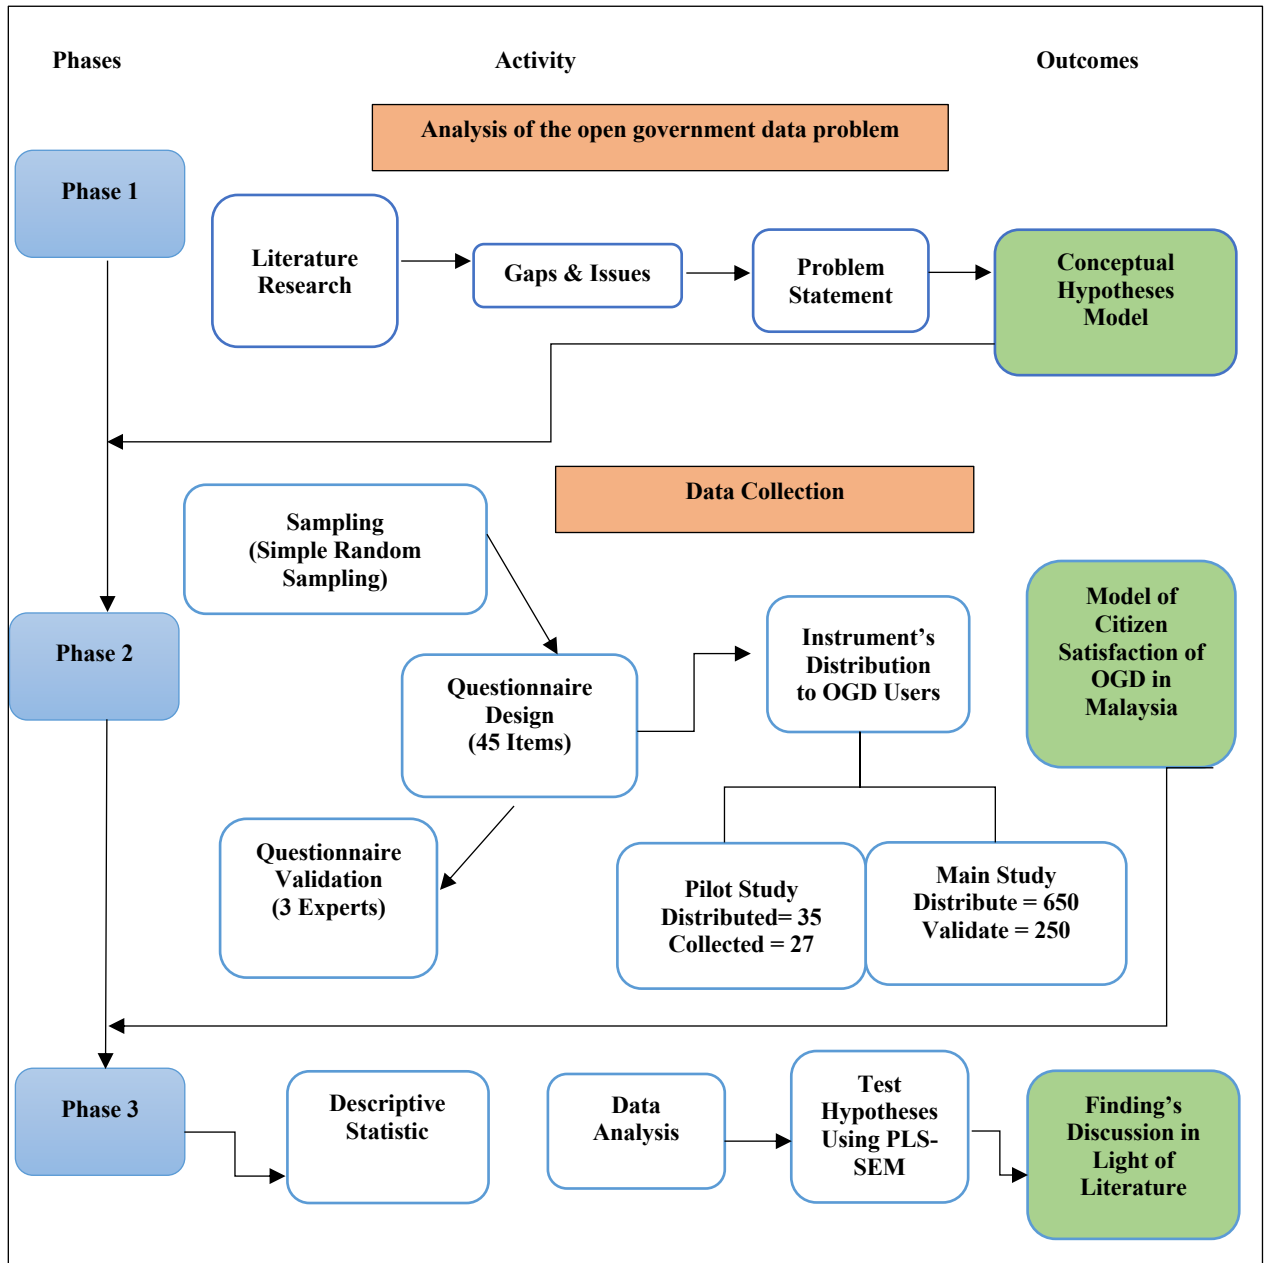 Phases
Activity
Outcomes
Analysis of the open government data problem
Phase 1
Literature
Research
Gaps & Issues
Problem
Statement
Conceptual
Hypotheses
Model
Data Collection
Sampling
(Simple Random
Sampling)
Phase 2
Questionnaire
Design
(45 Items)
Instrument’s
Distribution
to OGD Users
Model of
Citizen
Satisfaction of
OGD in
Malaysia
Questionnaire
Validation
(3 Experts)
Pilot Study
Distributed= 35
Collected = 27
Main Study
Distribute = 650
Validate = 250
Phase 3
Descriptive
Statistic
Data
Analysis
Test
Hypotheses
Using PLS-
SEM
Finding’s
Discussion in
Light of
Literature